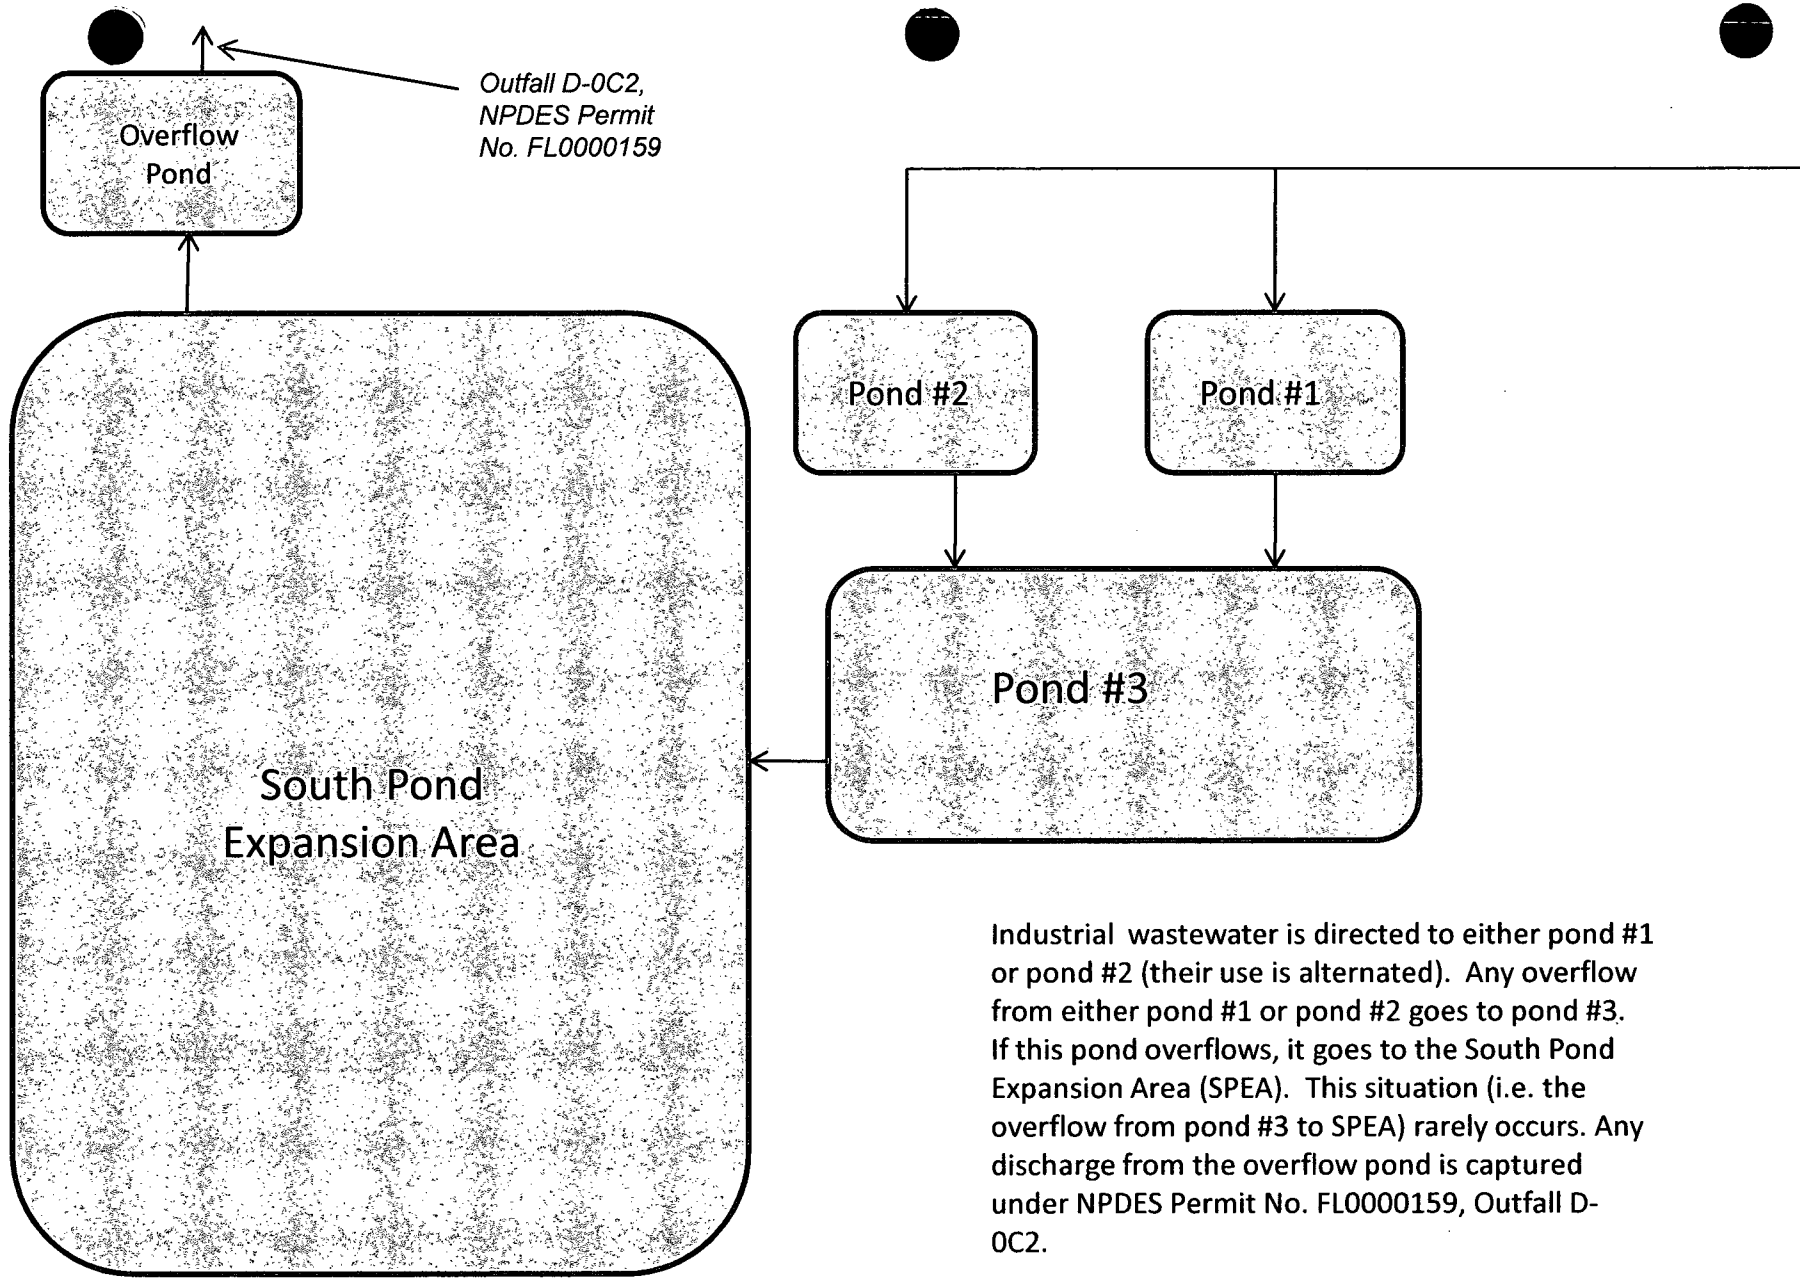 Outfall D-0C2,
NPDES Permit
No. FL0000159
Overflow
Pond
Pond #2
Pond #1
Pond #3
South Pond
Expansion Area
Industrial wastewater is directed to either pond #1
or pond #2 (their use is alternated). Any overflow
from either pond #1 or pond #2 goes to pond #3.
If this pond overflows, it goes to the South Pond
Expansion Area (SPEA). This situation (i.e. the
overflow from pond #3 to SPEA) rarely occurs. Any
discharge from the overflow pond is captured
under NPDES Permit No. FL0000159, Outfall D-
0C2.